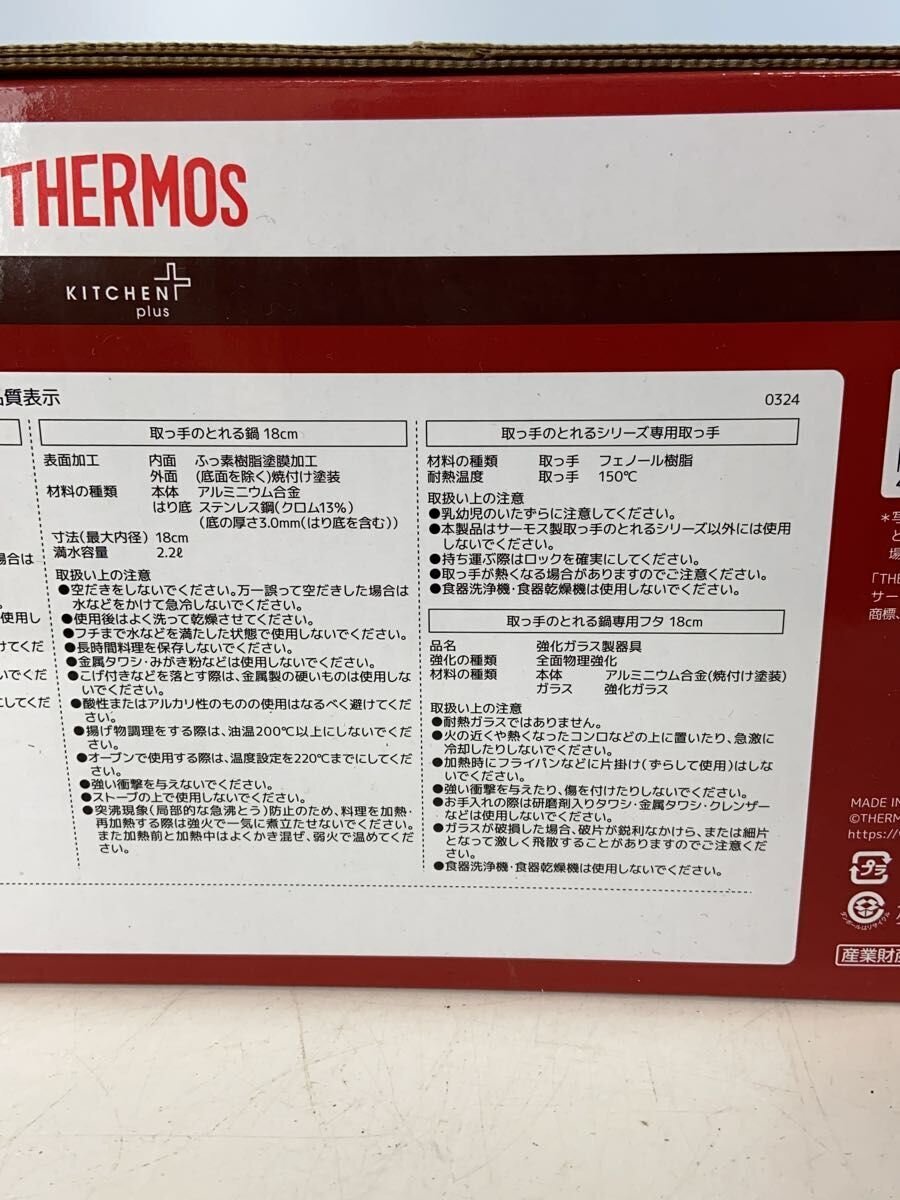 THERMOS
KITCHEN
plus
質表示
0324
場合は
使用し
けてくだ
いでくだ
にしてくだ
取っ手のとれる鍋 18cm
表面加工 内面 ふっ素樹脂塗膜加工
外面 (底面を除く)焼付け塗装
材料の種類 本体 アルミニウム合金
はり底 ステンレス鋼(クロム13%)
(底の厚さ3.0mm(はり底を含む))
寸法(最大内径) 18cm
満水容量 2.2ℓ
取扱い上の注意
●空だきをしないでください。万一誤って空だきした場合は
水などをかけて急冷しないでください。
●使用後はよく洗って乾燥させてください。
●フチまで水などを満たした状態で使用しないでください。
●長時間料理を保存しないでください。
●金属タワシ・みがき粉などは使用しないでください。
●こげ付きなどを落とす際は、金属製の硬いものは使用しな
いでください。
●酸性またはアルカリ性のものの使用はなるべく避けてくだ
さい。
●揚げ物調理をする際は、油温200℃以上にしないでくださ
い。
●オーブンで使用する際は、温度設定を220℃までにしてくだ
さい。
●強い衝撃を与えないでください。
●ストーブの上で使用しないでください。
●突沸現象(局部的な急沸とう)防止のため、料理を加熱・
再加熱する際は強火で一気に煮立たせないでください。
また加熱前と加熱中はよくかき混ぜ、弱火で温めてくだ
さい。
取っ手のとれるシリーズ専用取っ手
材料の種類 取っ手 フェノール樹脂
耐熱温度 取っ手 150℃
取扱い上の注意
●乳幼児のいたずらに注意してください。
●本製品はサーモス製取っ手のとれるシリーズ以外には使用
しないでください。
●持ち運ぶ際はロックを確実にしてください。
●取っ手が熱くなる場合がありますのでご注意ください。
●食器洗浄機・食器乾燥機は使用しないでください。
取っ手のとれる鍋専用フタ 18cm
品名 強化ガラス製器具
強化の種類 全面物理強化
材料の種類 本体 アルミニウム合金(焼付け塗装)
ガラス 強化ガラス
取扱い上の注意
●耐熱ガラスではありません。
●火の近くや熱くなったコンロなどの上に置いたり、急激に
冷却したりしないでください。
●加熱時にフライパンなどに片掛け(ずらして使用)はしな
いでください。
●強い衝撃を与えたり、傷を付けたりしないでください。
●お手入れの際は研磨剤入りタワシ・金属タワシ・クレンザー
などは使用しないでください。
●ガラスが破損した場合、破片が鋭利なかけら、または細片
となって激しく飛散することがありますのでご注意くだ
さい。
●食器洗浄機・食器乾燥機は使用しないでください。
「THE
サー
商標、
MADE IN
©THERM
https://
プラ
ダンボールはリサイクル
産業財産